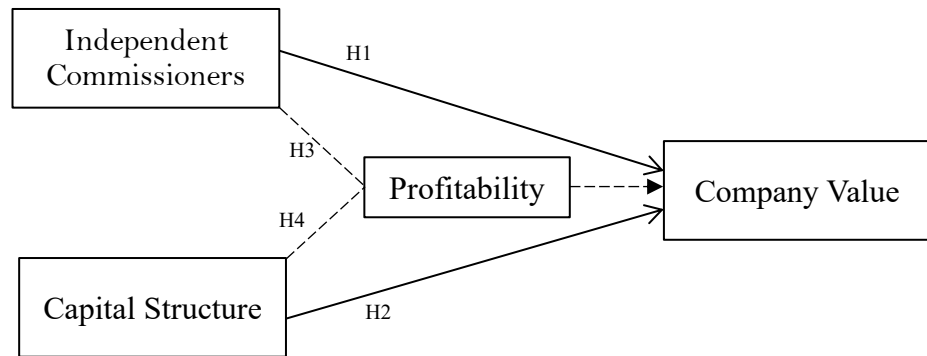 Independent
Commissioners
H1
H3
Profitability
Company Value
H4
Capital Structure
H2